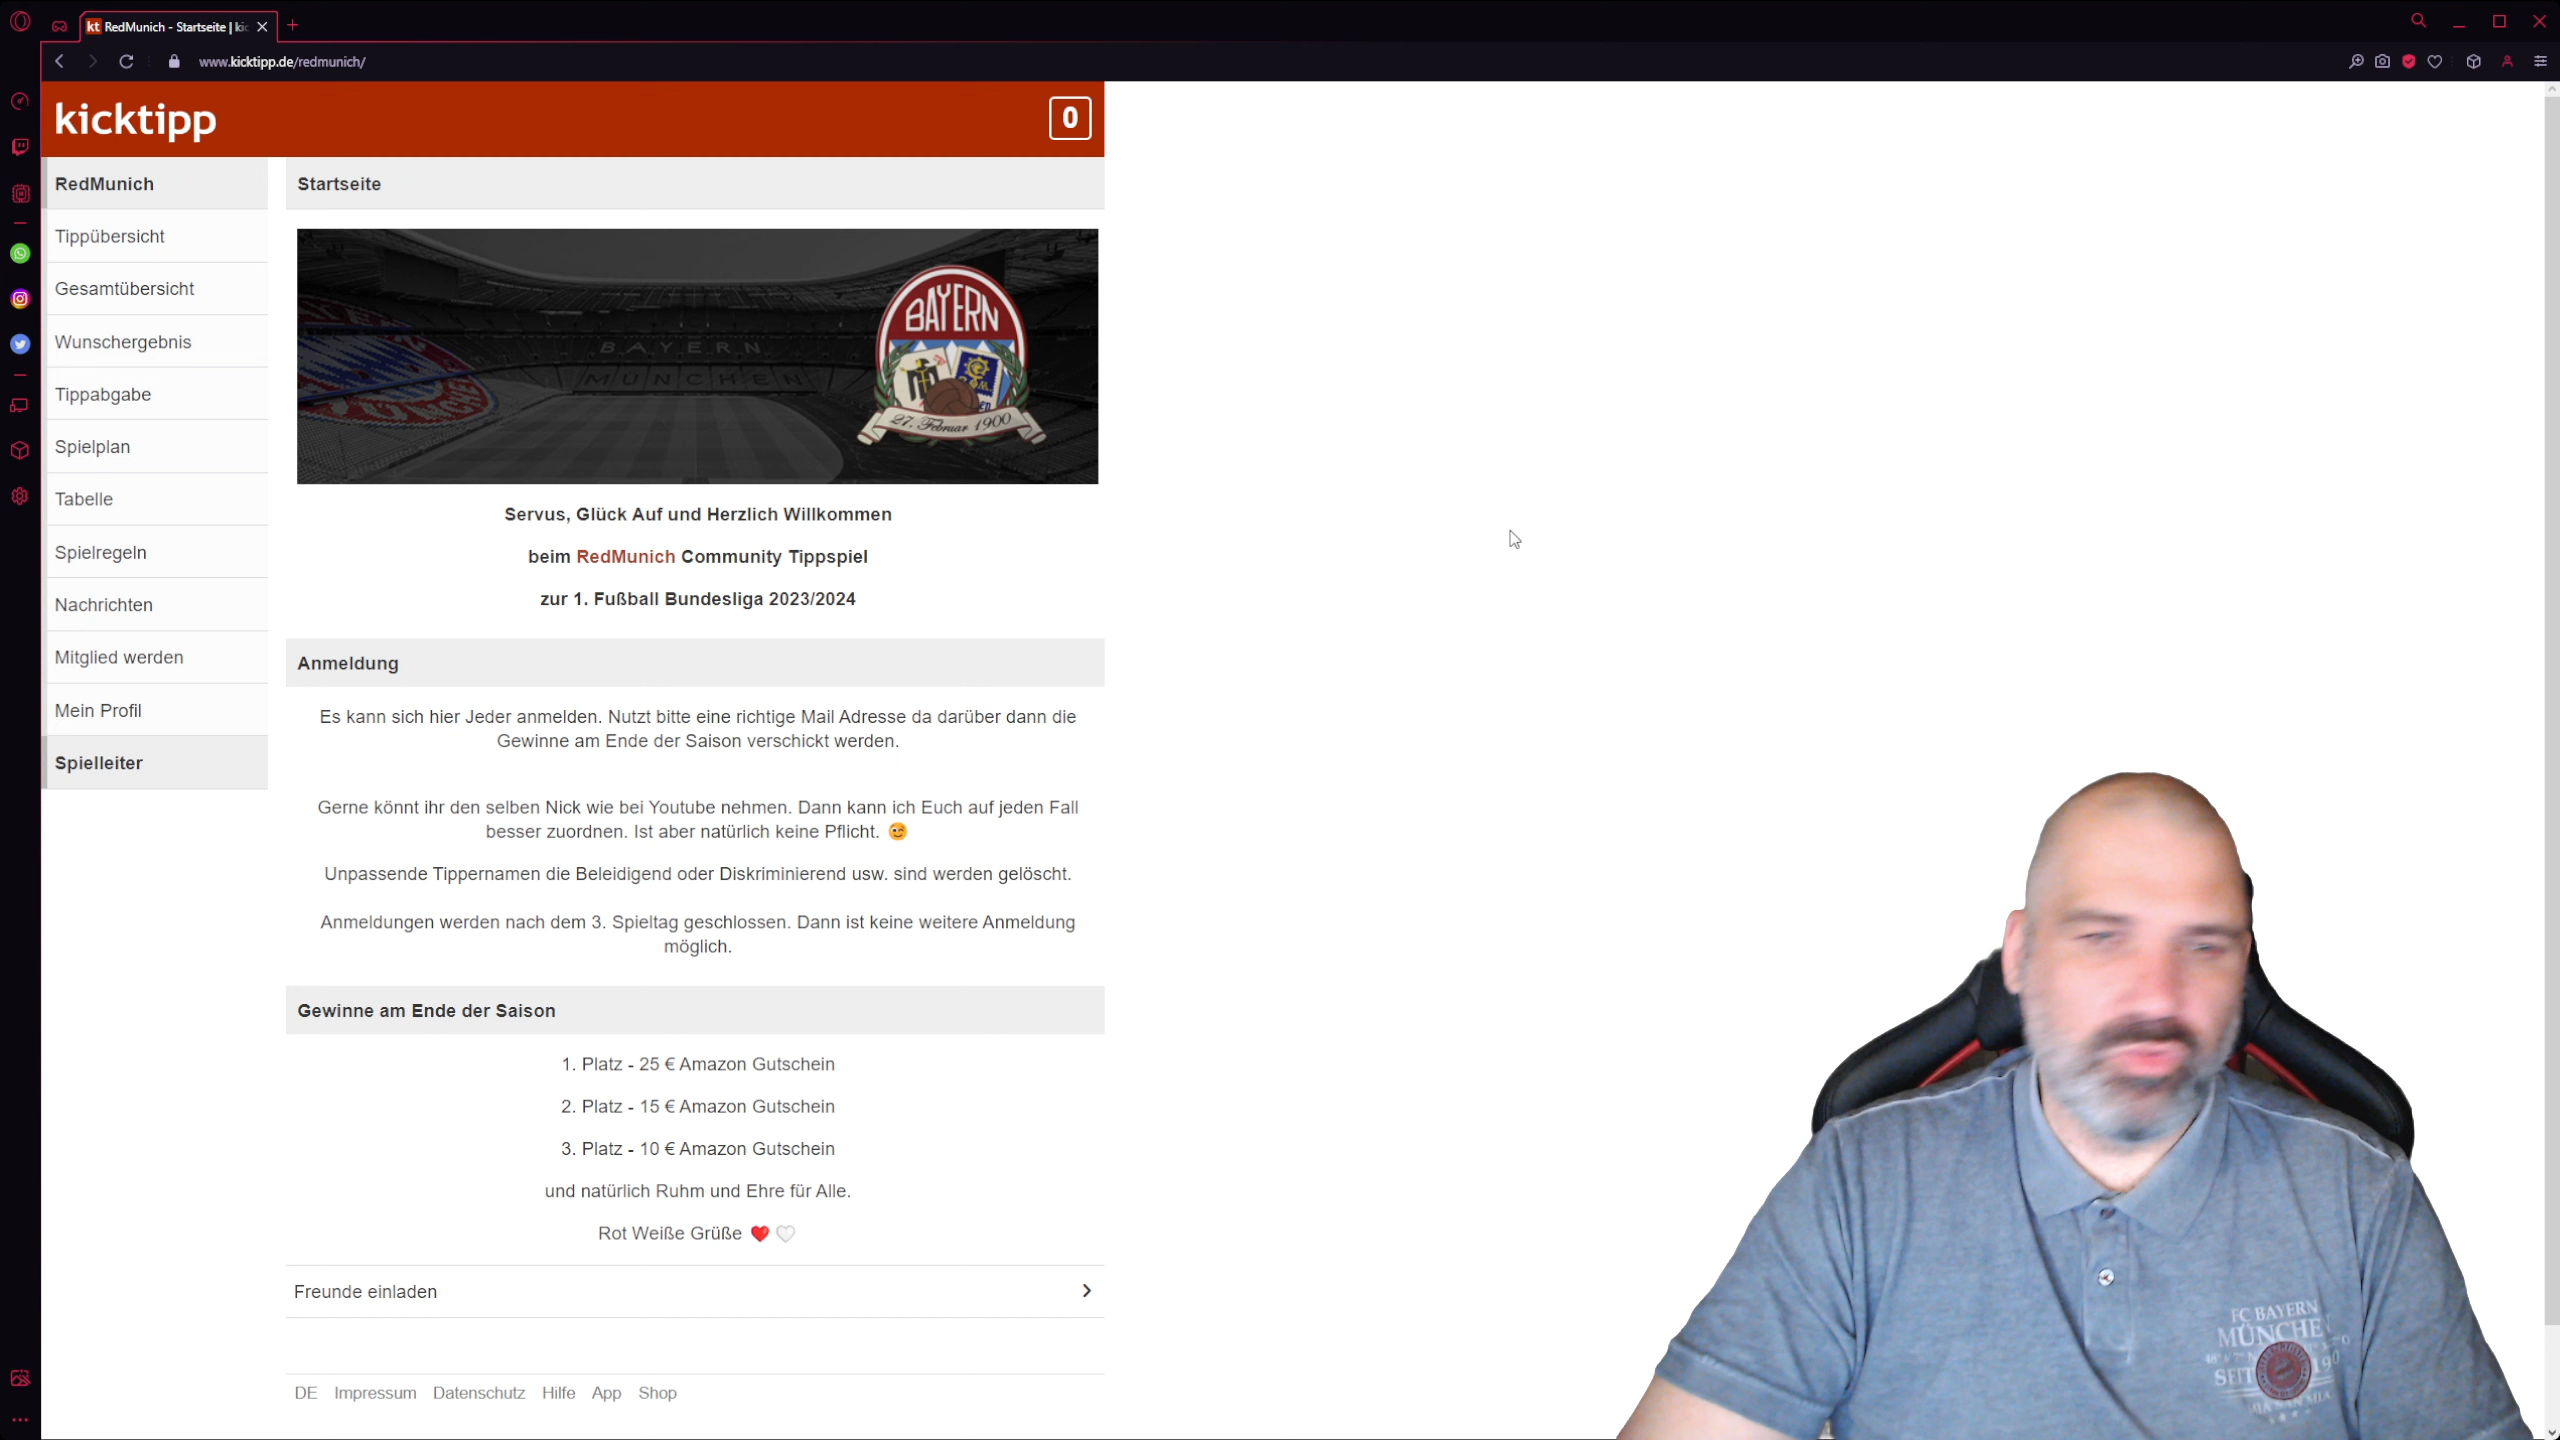 kt RedMunich - Startseite | kic
www.kicktipp.de/redmunich/
kicktipp
0
RedMunich
Tippübersicht
Gesamtübersicht
Wunschergebnis
Tippabgabe
Spielplan
Tabelle
Spielregeln
Nachrichten
Mitglied werden
Mein Profil
Spielleiter
Startseite
BAYERN
MÜNCHEN
BAYERN
27. Februar 1900
Servus, Glück Auf und Herzlich Willkommen
beim RedMunich Community Tippspiel
zur 1. Fußball Bundesliga 2023/2024
Anmeldung
Es kann sich hier Jeder anmelden. Nutzt bitte eine richtige Mail Adresse da darüber dann die
Gewinne am Ende der Saison verschickt werden.
Gerne könnt ihr den selben Nick wie bei Youtube nehmen. Dann kann ich Euch auf jeden Fall
besser zuordnen. Ist aber natürlich keine Pflicht. 😉
Unpassende Tippernamen die Beleidigend oder Diskriminierend usw. sind werden gelöscht.
Anmeldungen werden nach dem 3. Spieltag geschlossen. Dann ist keine weitere Anmeldung
möglich.
Gewinne am Ende der Saison
1. Platz - 25 € Amazon Gutschein
2. Platz - 15 € Amazon Gutschein
3. Platz - 10 € Amazon Gutschein
und natürlich Ruhm und Ehre für Alle.
Rot Weiße Grüße ❤️ 🤍
Freunde einladen
DE Impressum Datenschutz Hilfe App Shop
FC BAYERN
MÜNCHEN
SEIT